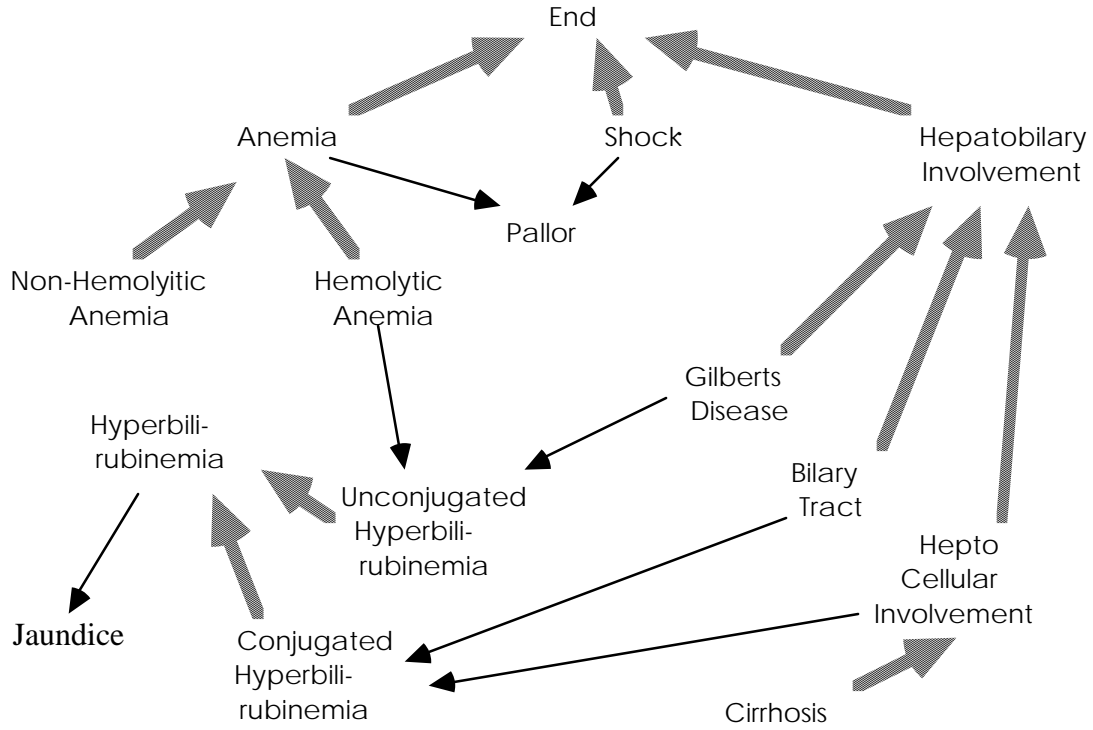 End
Anemia
Shock
Hepatobilary
Involvement
Pallor
Non-Hemolyitic
Anemia
Hemolytic
Anemia
Gilberts
Disease
Hyperbili-
rubinemia
Bilary
Tract
Unconjugated
Hyperbili-
rubinemia
Hepto
Cellular
Involvement
Jaundice
Conjugated
Hyperbili-
rubinemia
Cirrhosis